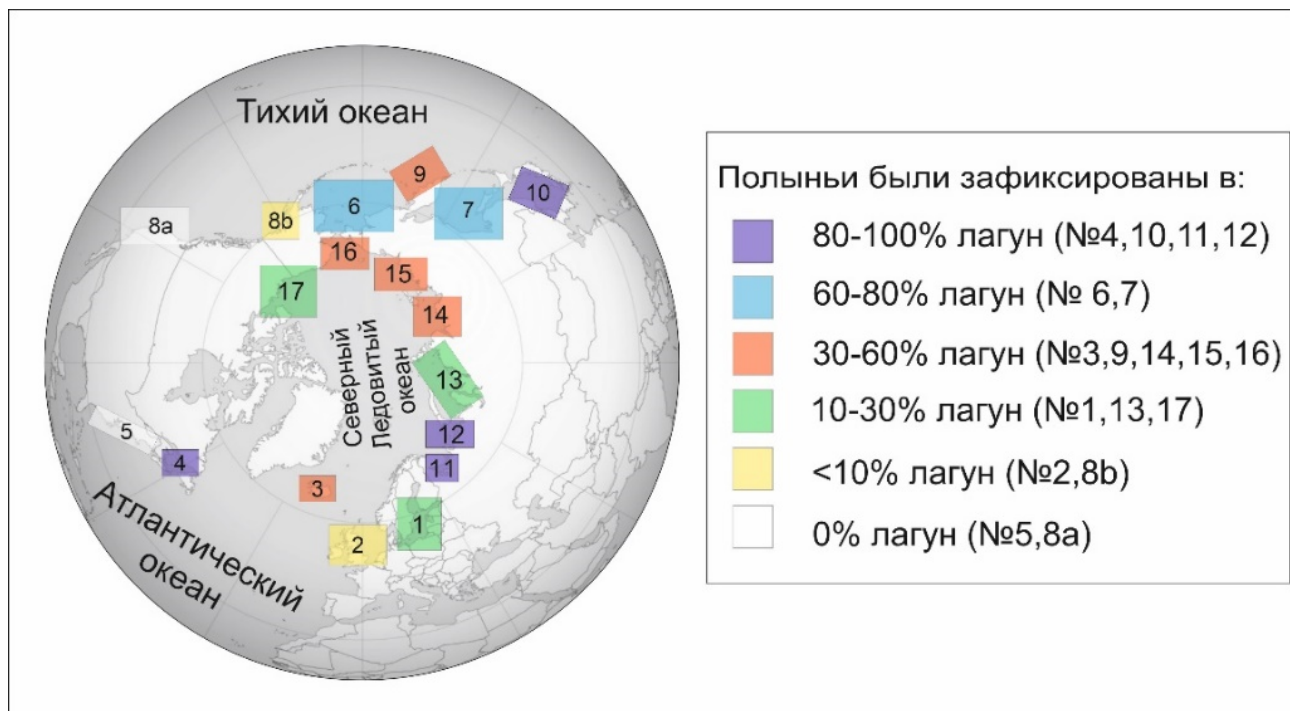 Тихий океан
9
10
8a
8b
6
7
16
15
17
14
Северный
Ледовитый
океан
13
5
12
4
11
3
1
2
Атлантический
океан
Полыньи были зафиксированы в:
80-100% лагун (№4,10,11,12)
60-80% лагун (№ 6,7)
30-60% лагун (№3,9,14,15,16)
10-30% лагун (№1,13,17)
<10% лагун (№2,8b)
0% лагун (№5,8a)